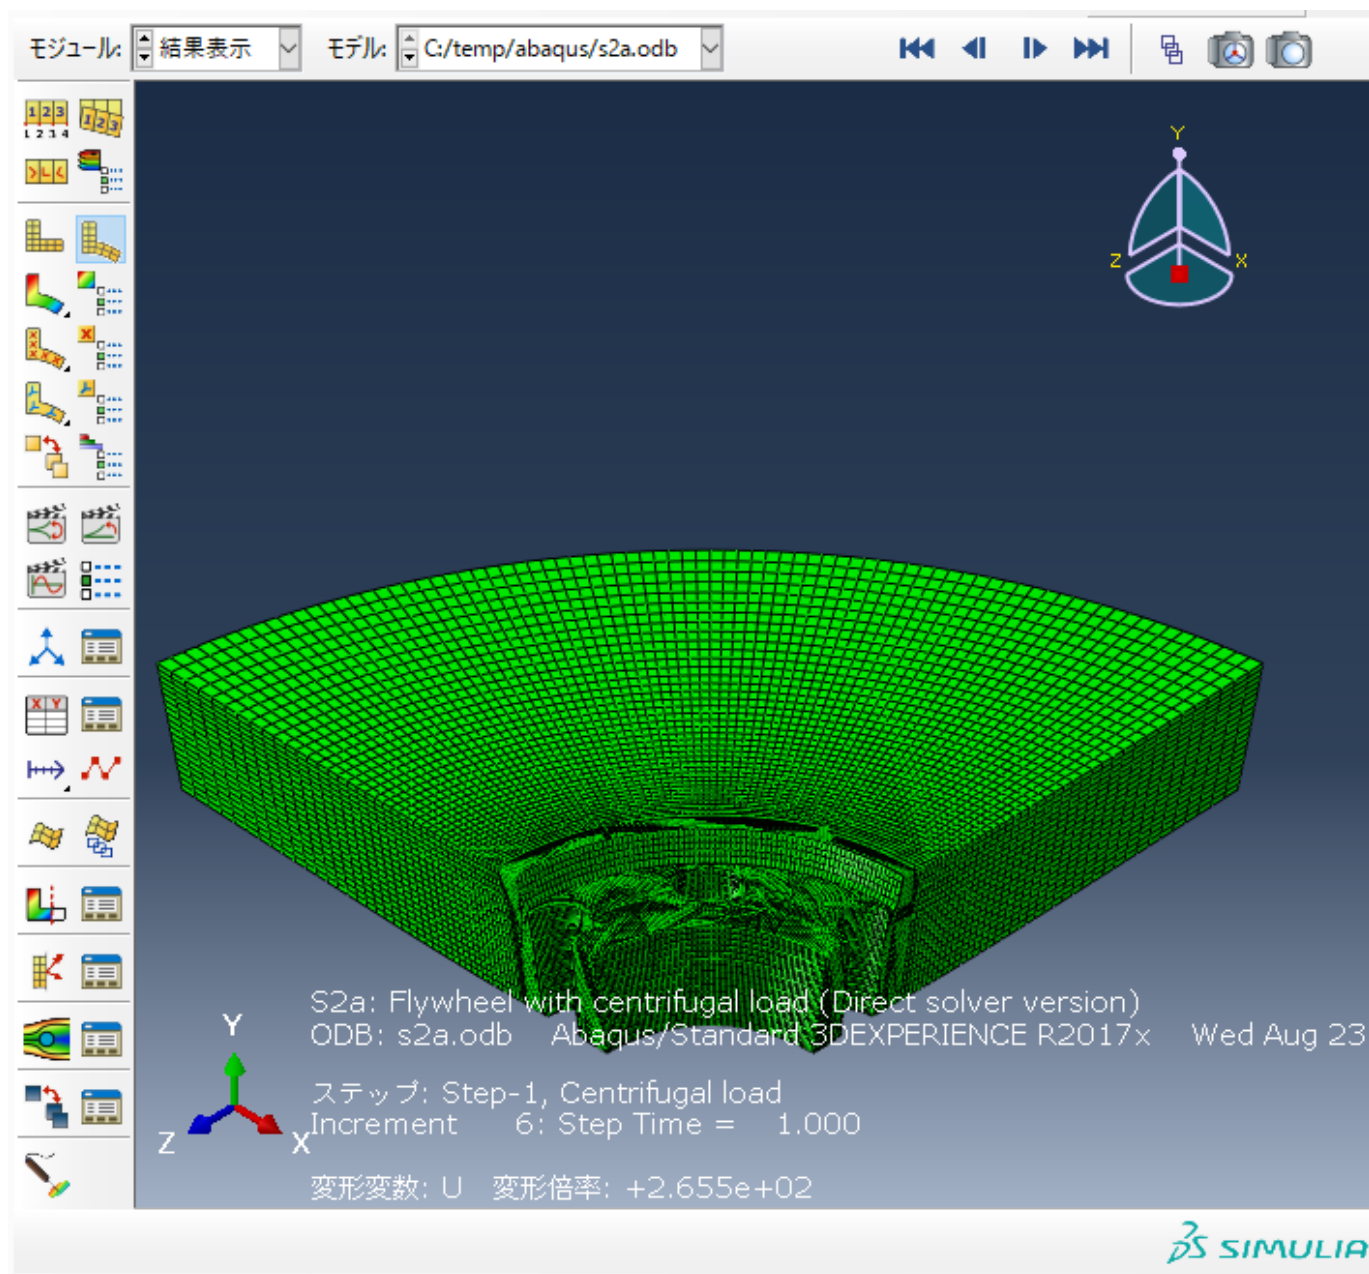 モジュール: 結果表示 モデル: C:/temp/abaqus/s2a.odb
Y
Z X
S2a: Flywheel with centrifugal load (Direct solver version)
ODB: s2a.odb Abaqus/Standard 3DEXPERIENCE R2017x Wed Aug 23
Y
Z X
ステップ: Step-1, Centrifugal load
Increment 6: Step Time = 1.000
変形変数: U 変形倍率: +2.655e+02
SIMULIA